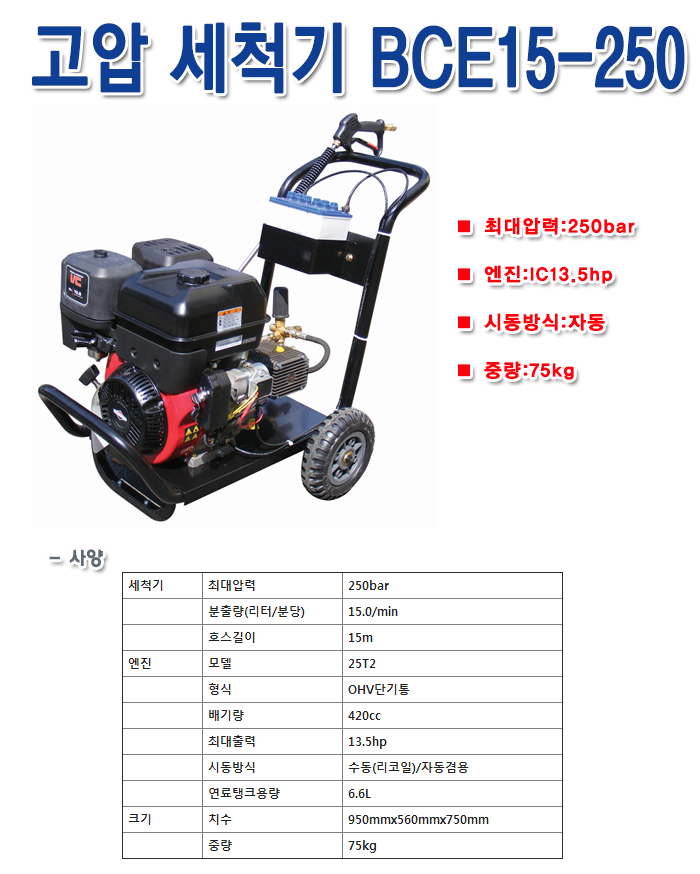 고압 세척기 BCE15-250
■ 최대압력:250bar
■ 엔진:IC13.5hp
■ 시동방식:자동
■ 중량:75kg
I/C
– 사양
세척기 최대압력 250bar
분출량(리터/분당) 15.0/min
호스길이 15m
엔진 모델 25T2
형식 OHV단기통
배기량 420cc
최대출력 13.5hp
시동방식 수동(리코일)/자동겸용
연료탱크용량 6.6L
크기 치수 950mmx560mmx750mm
중량 75kg